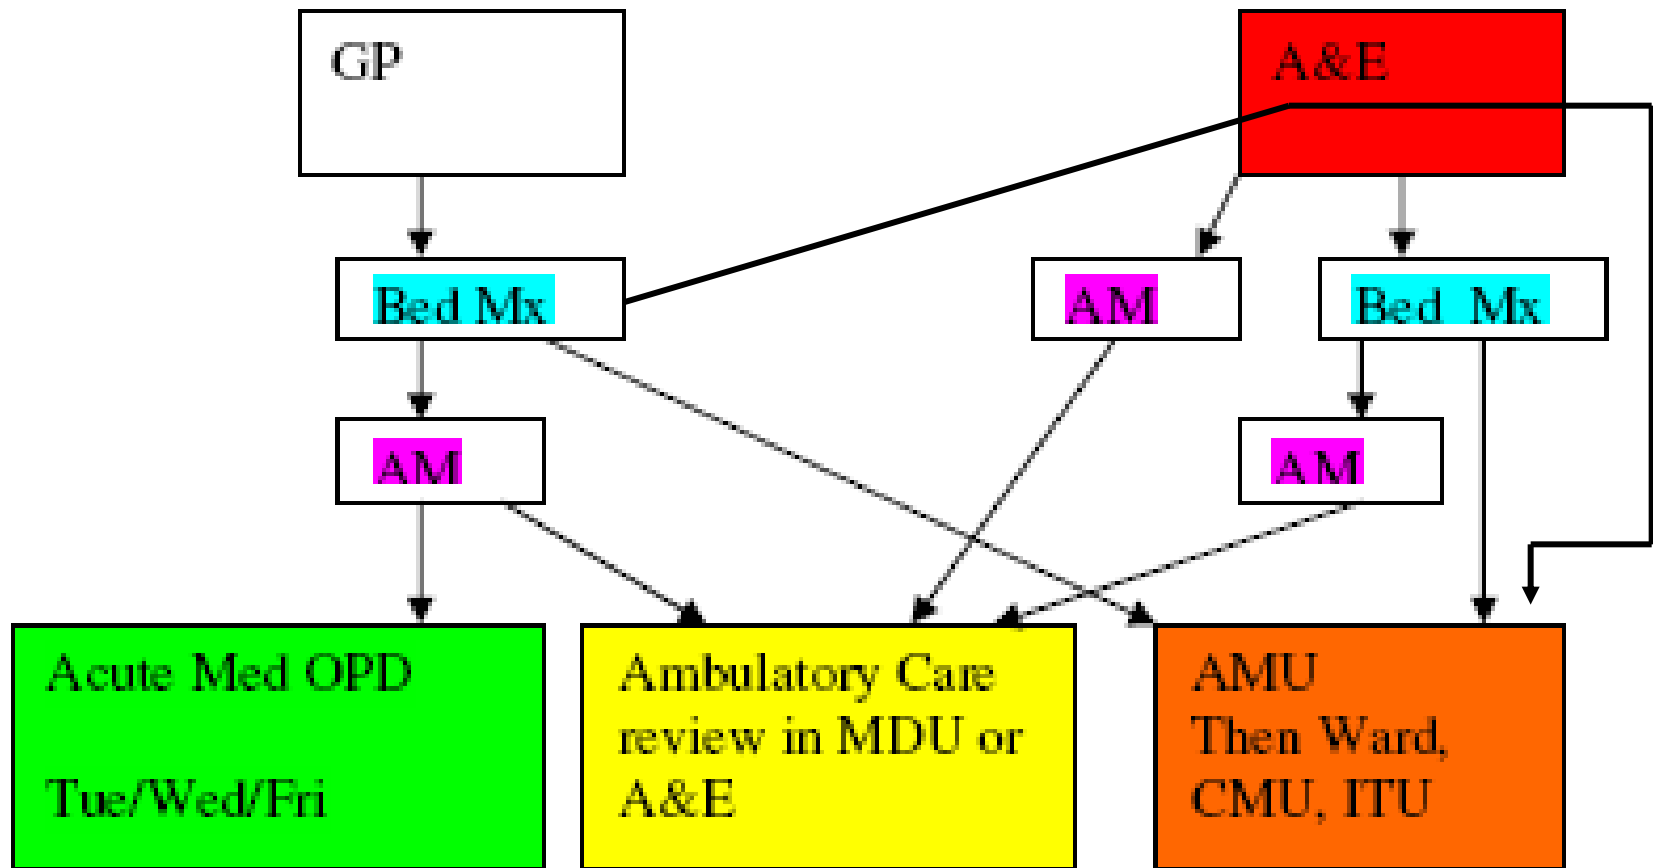 GP
A&E
Bed Mx
AM
Bed Mx
AM
AM
Acute Med OPD
Tue/Wed/Fri
Ambulatory Care
review in MDU or
A&E
AMU
Then Ward,
CMU, ITU